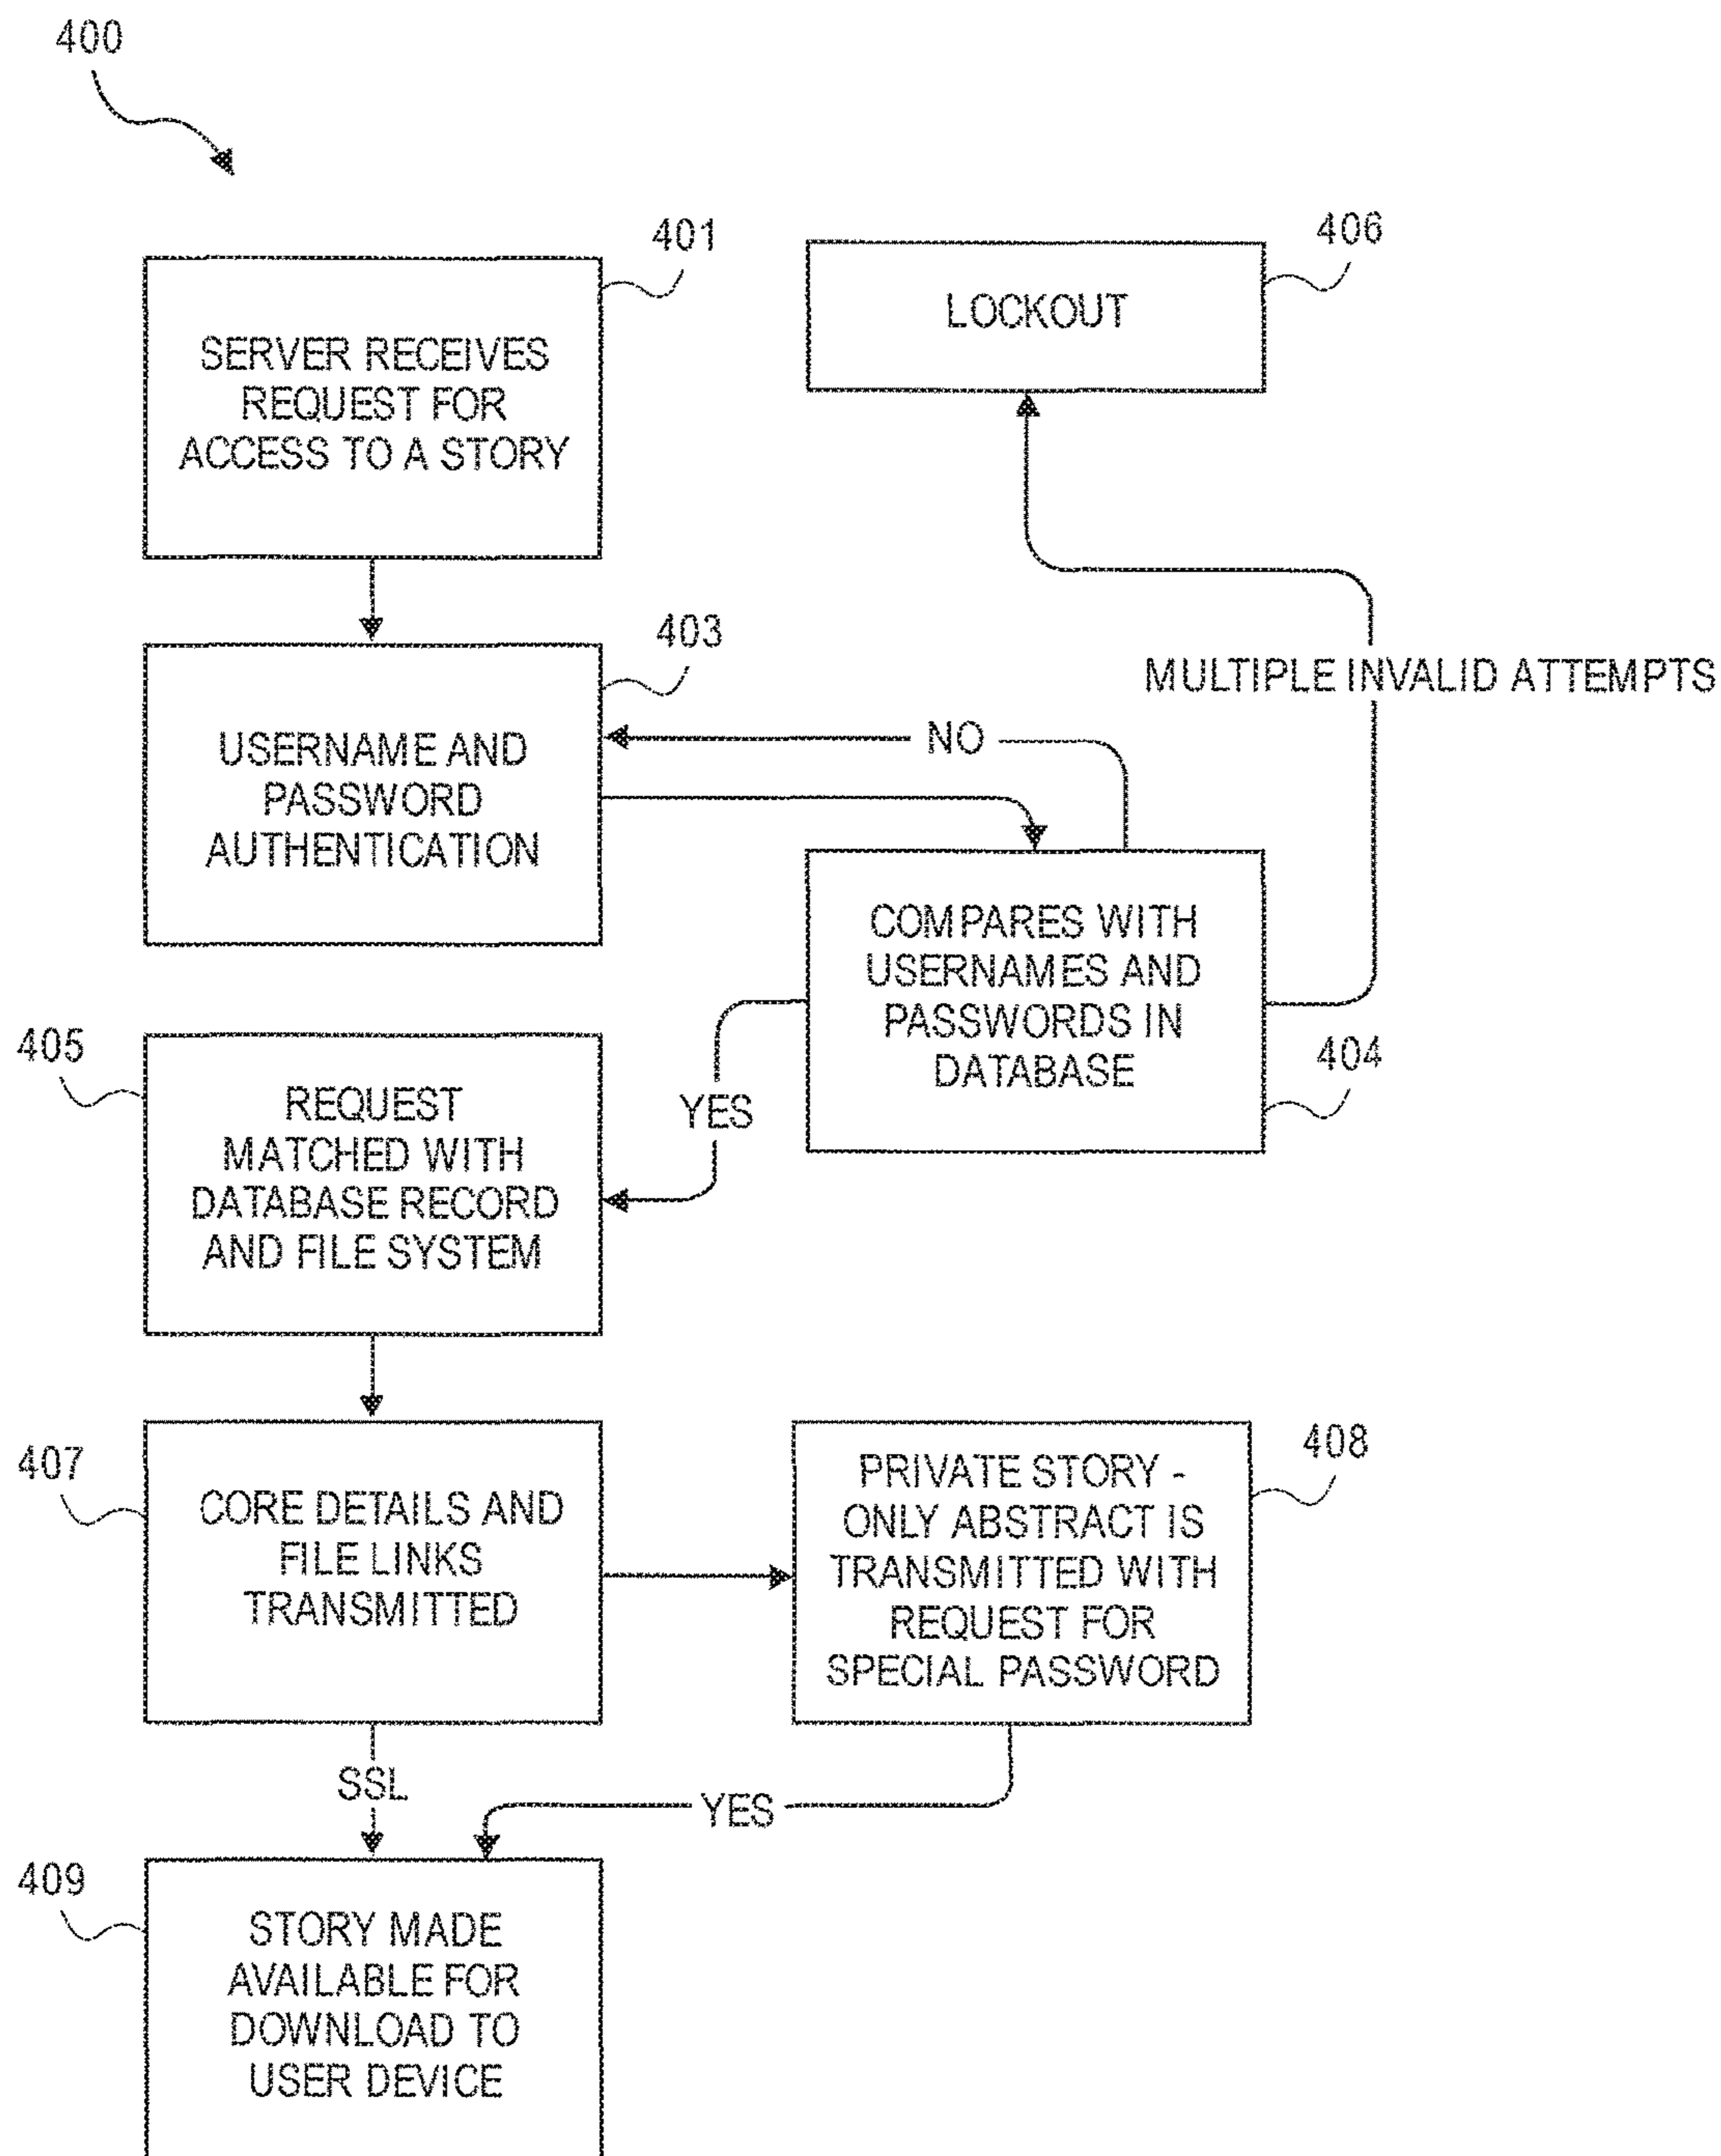 400
401
SERVER RECEIVES
REQUEST FOR
ACCESS TO A STORY
406
LOCKOUT
403
USERNAME AND
PASSWORD
AUTHENTICATION
MULTIPLE INVALID ATTEMPTS
NO
COMPARES WITH
USERNAMES AND
PASSWORDS IN
DATABASE
404
YES
405
REQUEST
MATCHED WITH
DATABASE RECORD
AND FILE SYSTEM
407
CORE DETAILS AND
FILE LINKS
TRANSMITTED
408
PRIVATE STORY -
ONLY ABSTRACT IS
TRANSMITTED WITH
REQUEST FOR
SPECIAL PASSWORD
SSL
YES
409
STORY MADE
AVAILABLE FOR
DOWNLOAD TO
USER DEVICE